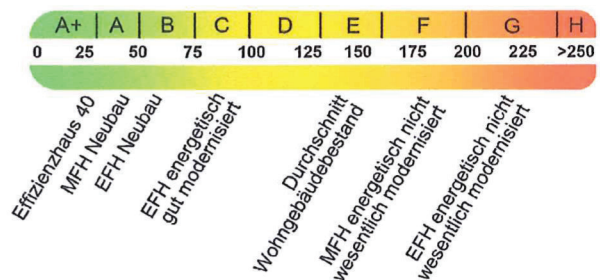 A+ A B C D E F G H
0 25 50 75 100 125 150 175 200 225 >250
Effizienzhaus 40
MFH Neubau
EFH Neubau
EFH energetisch
gut modernisiert
Durchschnitt
Wohngebäudebestand
MFH energetisch nicht
wesentlich modernisiert
EFH energetisch nicht
wesentlich modernisiert